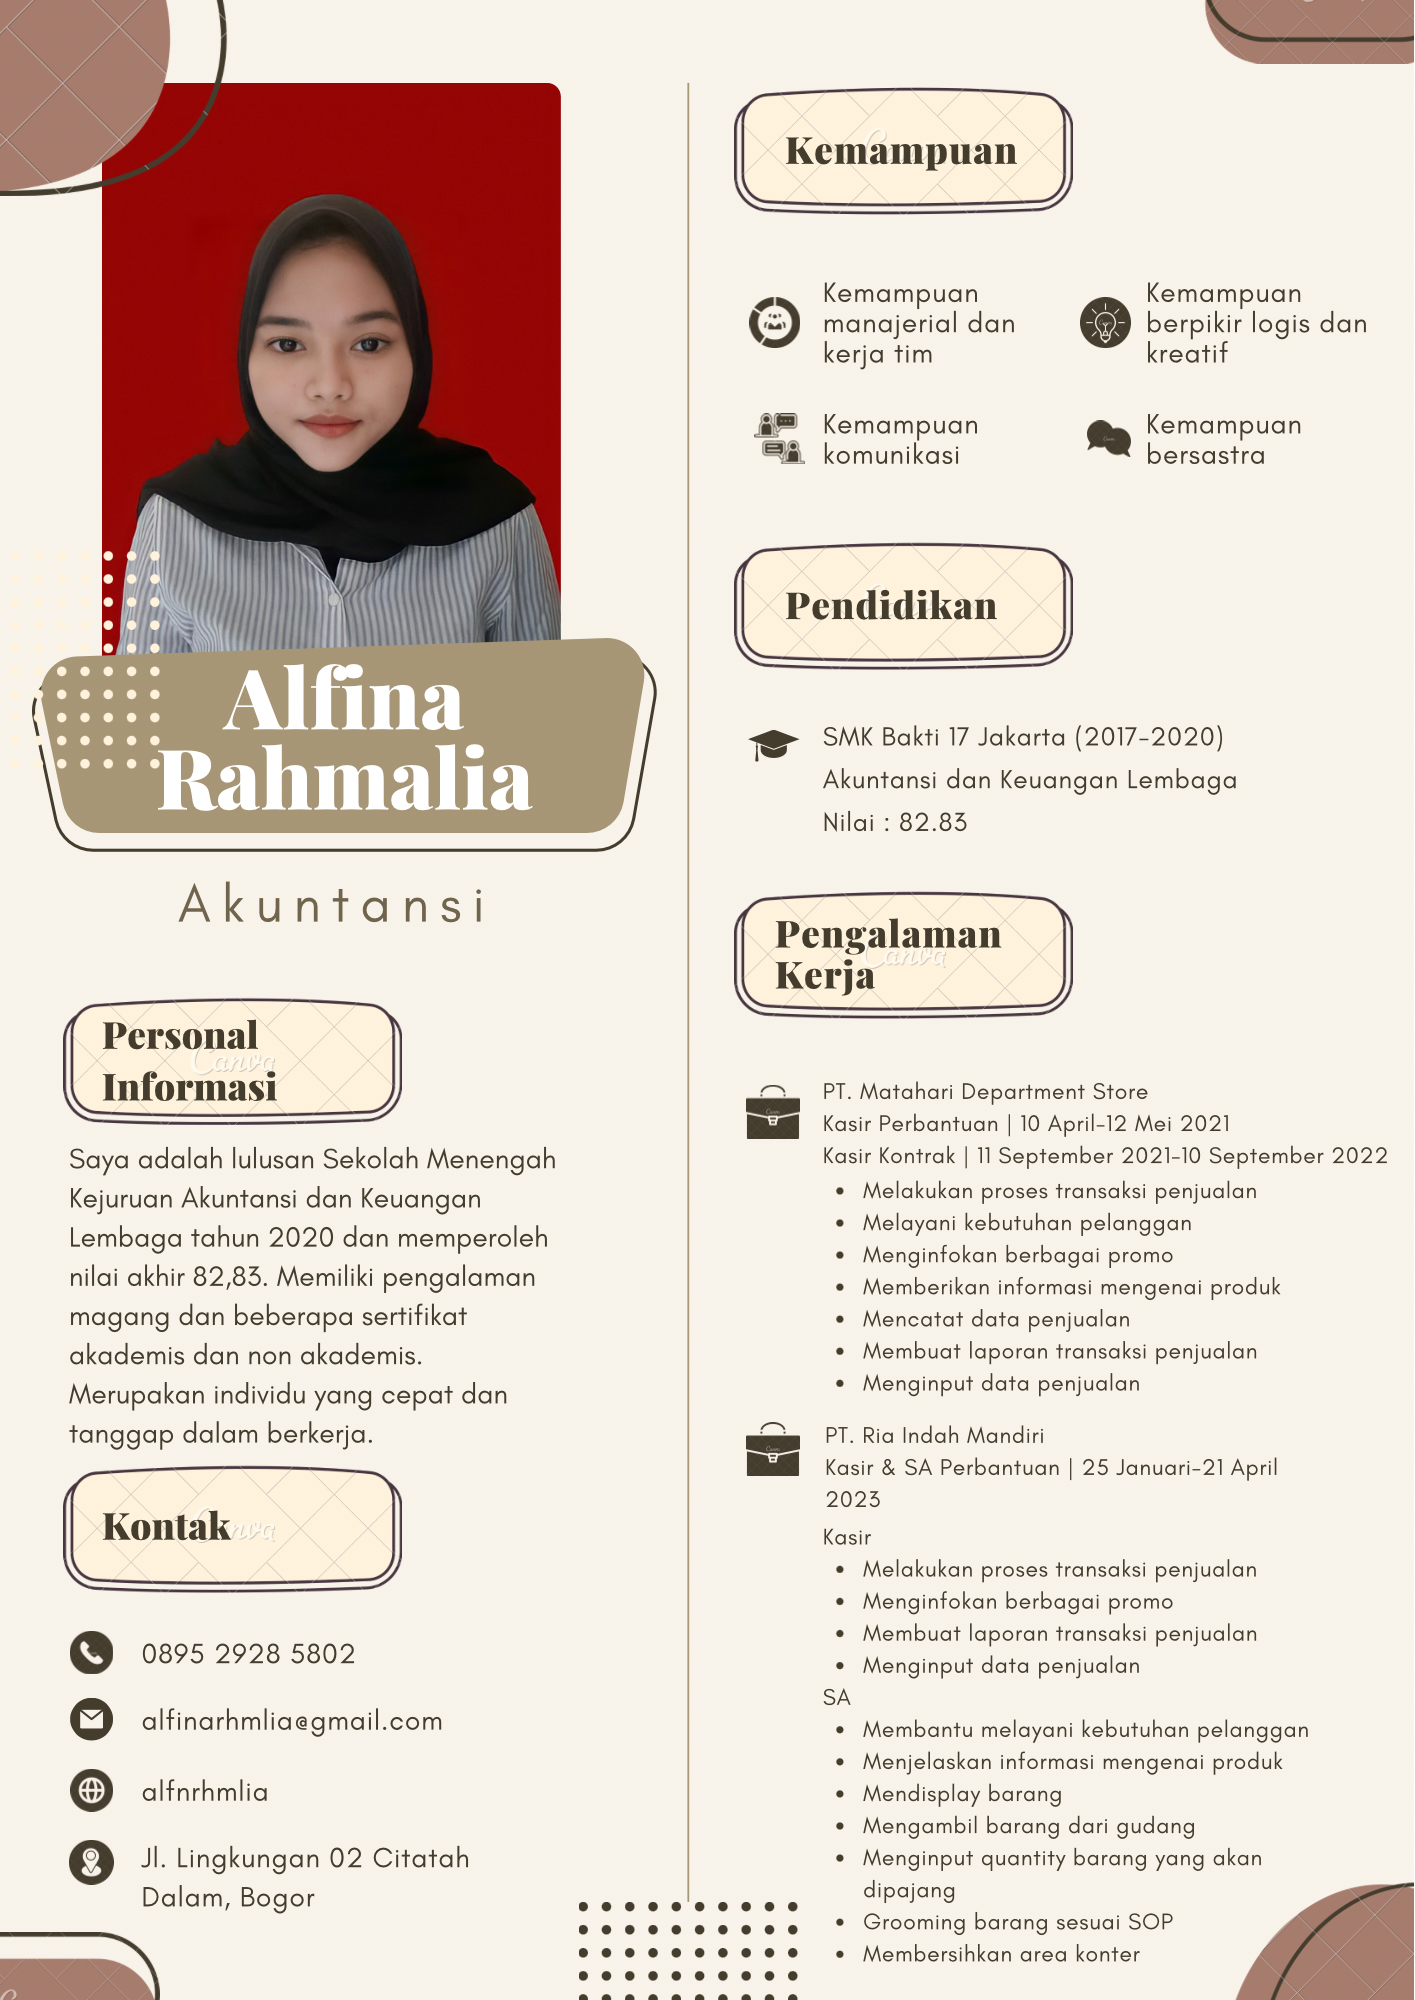 Alfina
Rahmalia
Akuntansi
Personal
Informasi
Saya adalah lulusan Sekolah Menengah
Kejuruan Akuntansi dan Keuangan
Lembaga tahun 2020 dan memperoleh
nilai akhir 82,83. Memiliki pengalaman
magang dan beberapa sertifikat
akademis dan non akademis.
Merupakan individu yang cepat dan
tanggap dalam berkerja.
Kontak
0895 2928 5802
alfinarhmlia@gmail.com
alfnrhmlia
Jl. Lingkungan 02 Citatah
Dalam, Bogor
Kemampuan
Kemampuan
manajerial dan
kerja tim
Kemampuan
berpikir logis dan
kreatif
Kemampuan
komunikasi
Kemampuan
bersastra
Pendidikan
SMK Bakti 17 Jakarta (2017-2020)
Akuntansi dan Keuangan Lembaga
Nilai : 82.83
Pengalaman
Kerja
Canva
PT. Matahari Department Store
Kasir Perbantuan | 10 April-12 Mei 2021
Kasir Kontrak | 11 September 2021-10 September 2022
• Melakukan proses transaksi penjualan
• Melayani kebutuhan pelanggan
• Menginfokan berbagai promo
• Memberikan informasi mengenai produk
• Mencatat data penjualan
• Membuat laporan transaksi penjualan
• Menginput data penjualan
PT. Ria Indah Mandiri
Kasir & SA Perbantuan | 25 Januari-21 April
2023
Kasir
• Melakukan proses transaksi penjualan
• Menginfokan berbagai promo
• Membuat laporan transaksi penjualan
• Menginput data penjualan
SA
• Membantu melayani kebutuhan pelanggan
• Menjelaskan informasi mengenai produk
• Mendisplay barang
• Mengambil barang dari gudang
• Menginput quantity barang yang akan
dipajang
• Grooming barang sesuai SOP
• Membersihkan area konter